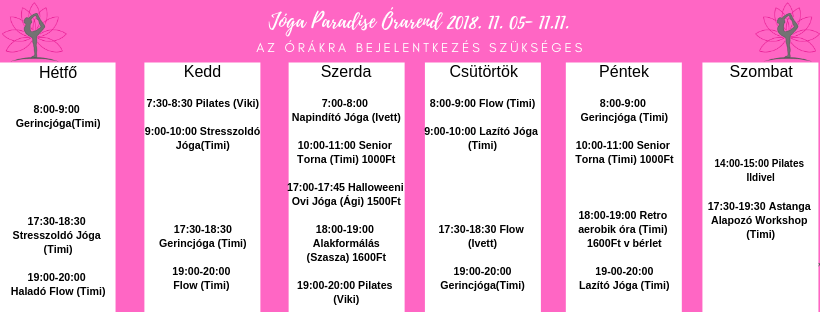 Jóga Paradise Órarend 2018. 11. 05- 11.11.
AZ ÓRÁKRA BEJELENTKEZÉS SZÜKSÉGES
Hétfő
8:00-9:00
Gerincjóga(Timi)
17:30-18:30
Stresszoldó Jóga
(Timi)
19:00-20:00
Haladó Flow (Timi)
Kedd
7:30-8:30 Pilates (Viki)
9:00-10:00 Stresszoldó
Jóga(Timi)
17:30-18:30
Gerincjóga (Timi)
19:00-20:00
Flow (Timi)
Szerda
7:00-8:00
Napindító Jóga (Ivett)
10:00-11:00 Senior
Torna (Timi) 1000Ft
17:00-17:45 Halloweeni
Ovi Jóga (Ági) 1500Ft
18:00-19:00
Alakformálás
(Szasza) 1600Ft
19:00-20:00 Pilates
(Viki)
Csütörtök
8:00-9:00 Flow (Timi)
9:00-10:00 Lazító Jóga
(Timi)
17:30-18:30 Flow
(Ivett)
19:00-20:00
Gerincjóga(Timi)
Péntek
8:00-9:00
Gerincjóga (Timi)
10:00-11:00 Senior
Torna (Timi) 1000Ft
18:00-19:00 Retro
aerobik óra (Timi)
1600Ft v bérlet
19-00-20:00
Lazító Jóga (Timi)
Szombat
14:00-15:00 Pilates
Ildivel
17:30-19:30 Astanga
Alapozó Workshop
(Timi)